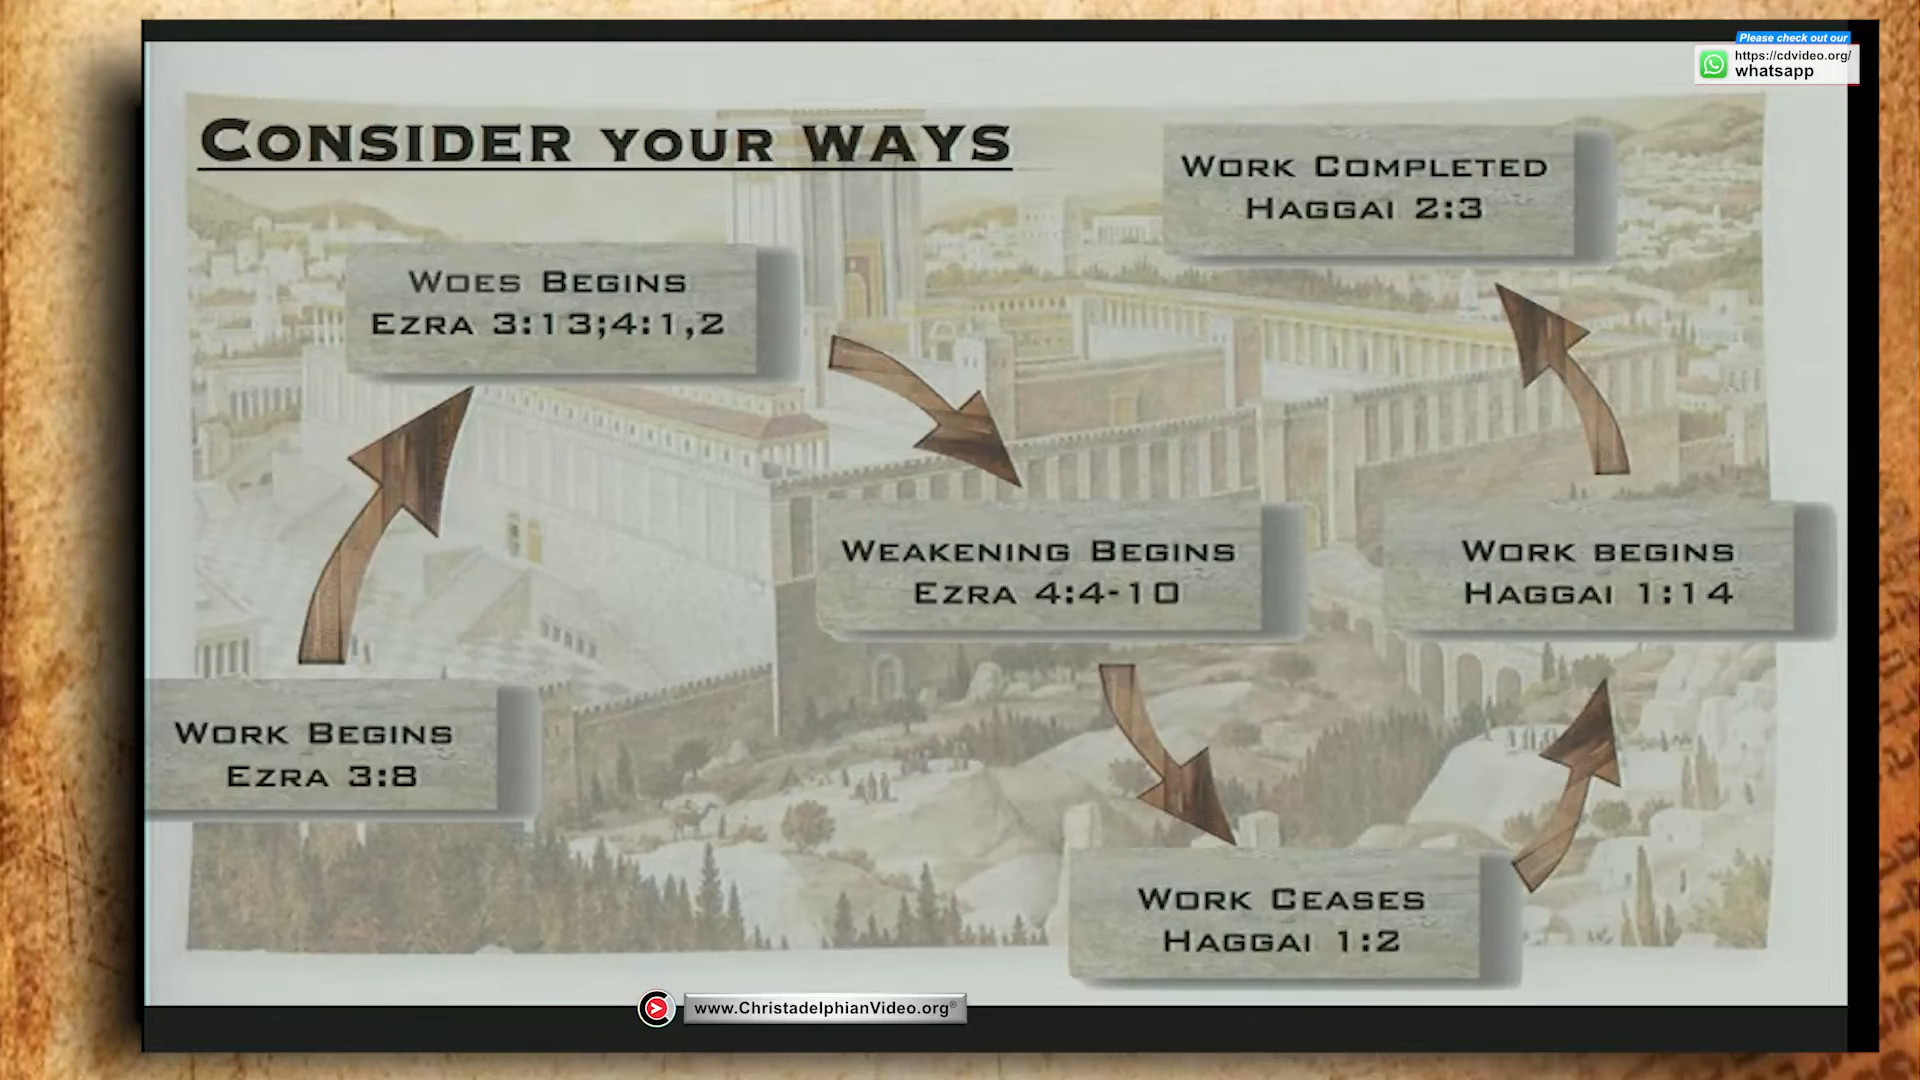 Please check out our
https://cdvideo.org/
whatsapp
Consider your ways
Work Completed
Haggai 2:3
Woes Begins
Ezra 3:13;4:1,2
Weakening Begins
Ezra 4:4-10
Work begins
Haggai 1:14
Work Begins
Ezra 3:8
Work Ceases
Haggai 1:2
www.ChristadelphianVideo.org®